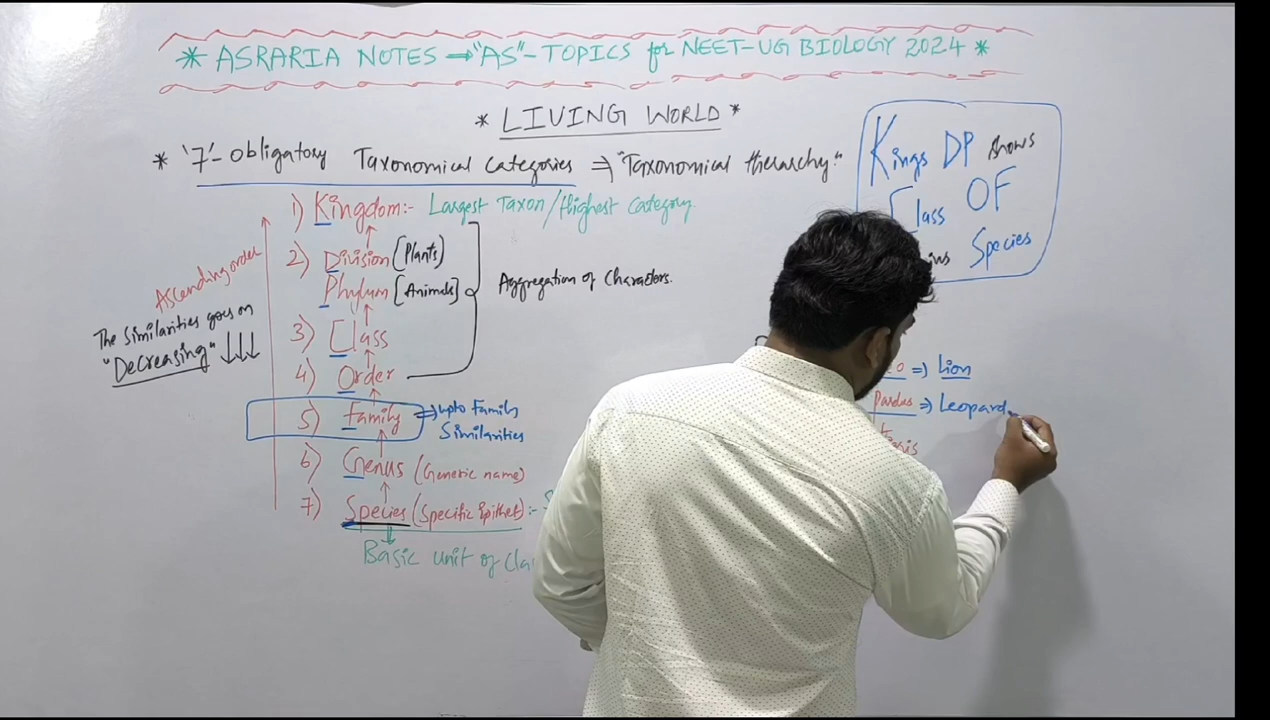 * ASRARIA NOTES → "AS" - TOPICS for NEET-UG BIOLOGY 2024 *
* LIVING WORLD *
* '7' - Obligatory Taxonomical categories ⇒ "Taxonomical Hierarchy."
1) Kingdom:- Largest Taxon/Highest Category.
2) Division (Plants)
Phylum [Animals]
3) Class
4) Order
Aggregation of Characters.
5) Family ⇒ upto Family
Similarities
6) Genus (Generic name)
7) Species (Specific Epithet) :-
Basic unit of
Ascending order
The Similarities goes on
"Decreasing" ↓↓↓
Kings DP shows
Class OF
Species
⇒ Lion
Pardus ⇒ Leopard